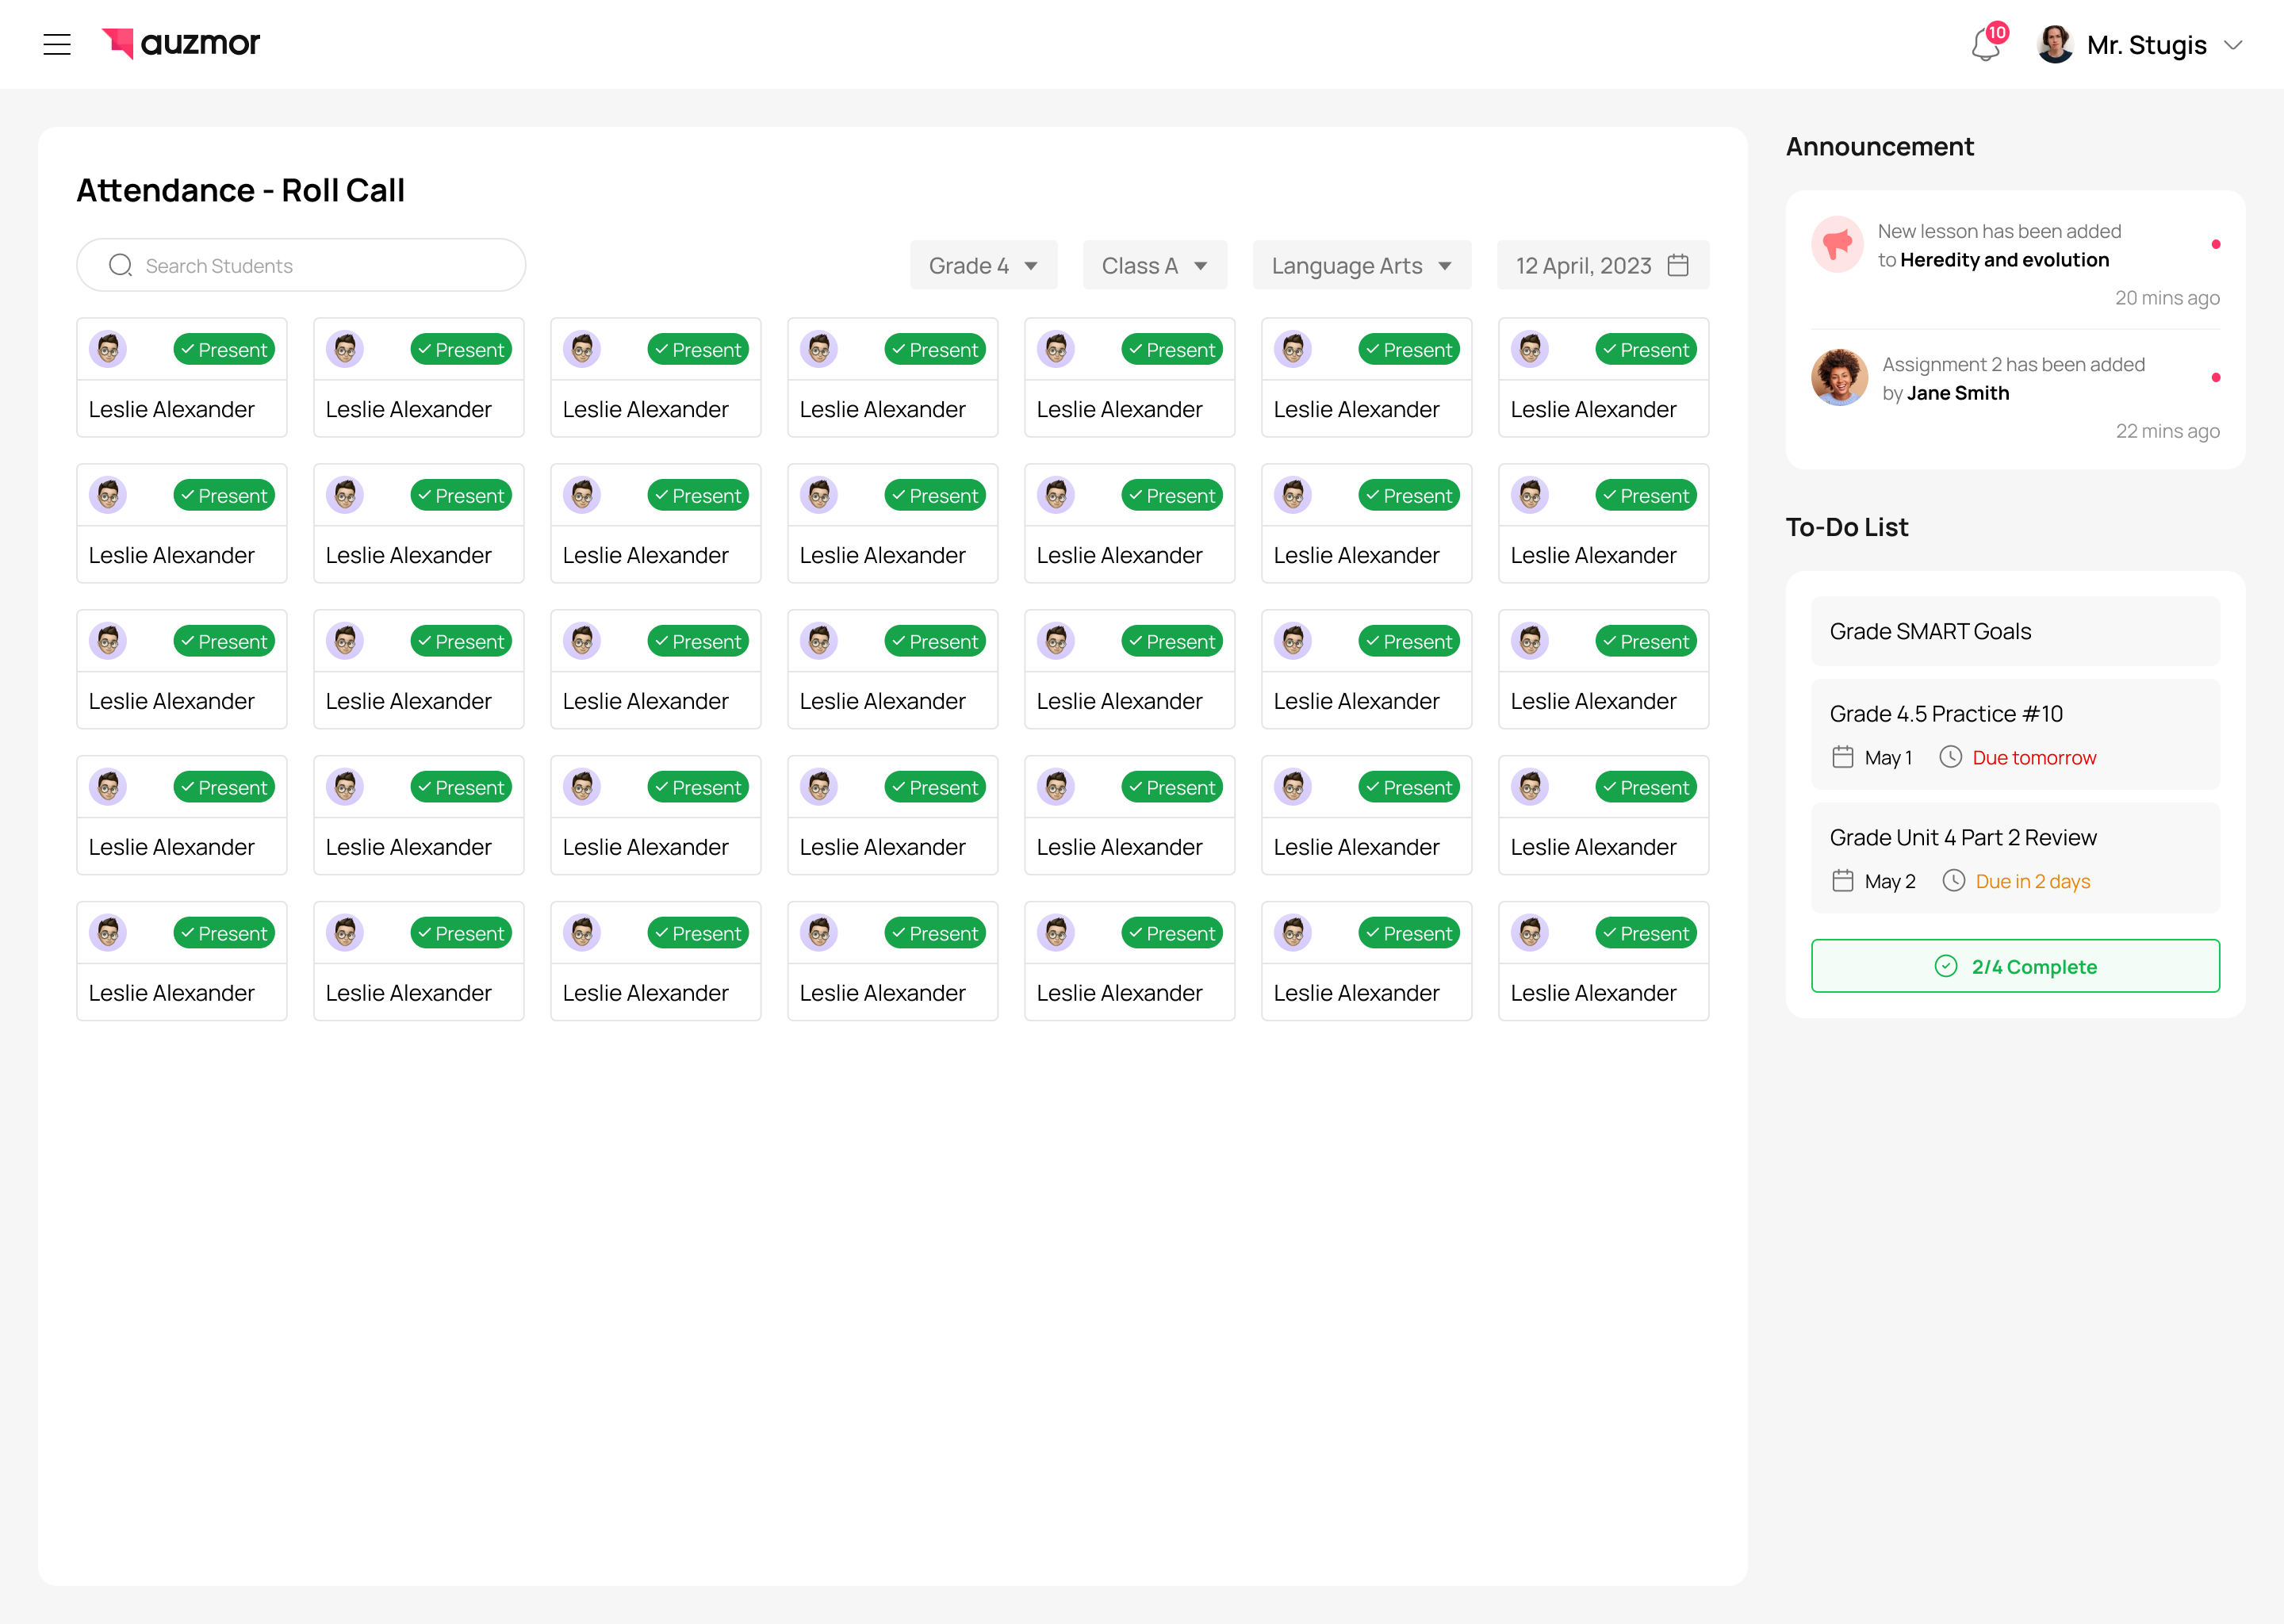 auzmor
10
Mr. Stugis
Attendance - Roll Call
Search Students
Grade 4
Class A
Language Arts
12 April, 2023
Present Present Present Present Present Present Present
Leslie Alexander Leslie Alexander Leslie Alexander Leslie Alexander Leslie Alexander Leslie Alexander Leslie Alexander
Present Present Present Present Present Present Present
Leslie Alexander Leslie Alexander Leslie Alexander Leslie Alexander Leslie Alexander Leslie Alexander Leslie Alexander
Present Present Present Present Present Present Present
Leslie Alexander Leslie Alexander Leslie Alexander Leslie Alexander Leslie Alexander Leslie Alexander Leslie Alexander
Present Present Present Present Present Present Present
Leslie Alexander Leslie Alexander Leslie Alexander Leslie Alexander Leslie Alexander Leslie Alexander Leslie Alexander
Present Present Present Present Present Present Present
Leslie Alexander Leslie Alexander Leslie Alexander Leslie Alexander Leslie Alexander Leslie Alexander Leslie Alexander
Announcement
New lesson has been added
to Heredity and evolution
20 mins ago
Assignment 2 has been added
by Jane Smith
22 mins ago
To-Do List
Grade SMART Goals
Grade 4.5 Practice #10
May 1 Due tomorrow
Grade Unit 4 Part 2 Review
May 2 Due in 2 days
2/4 Complete